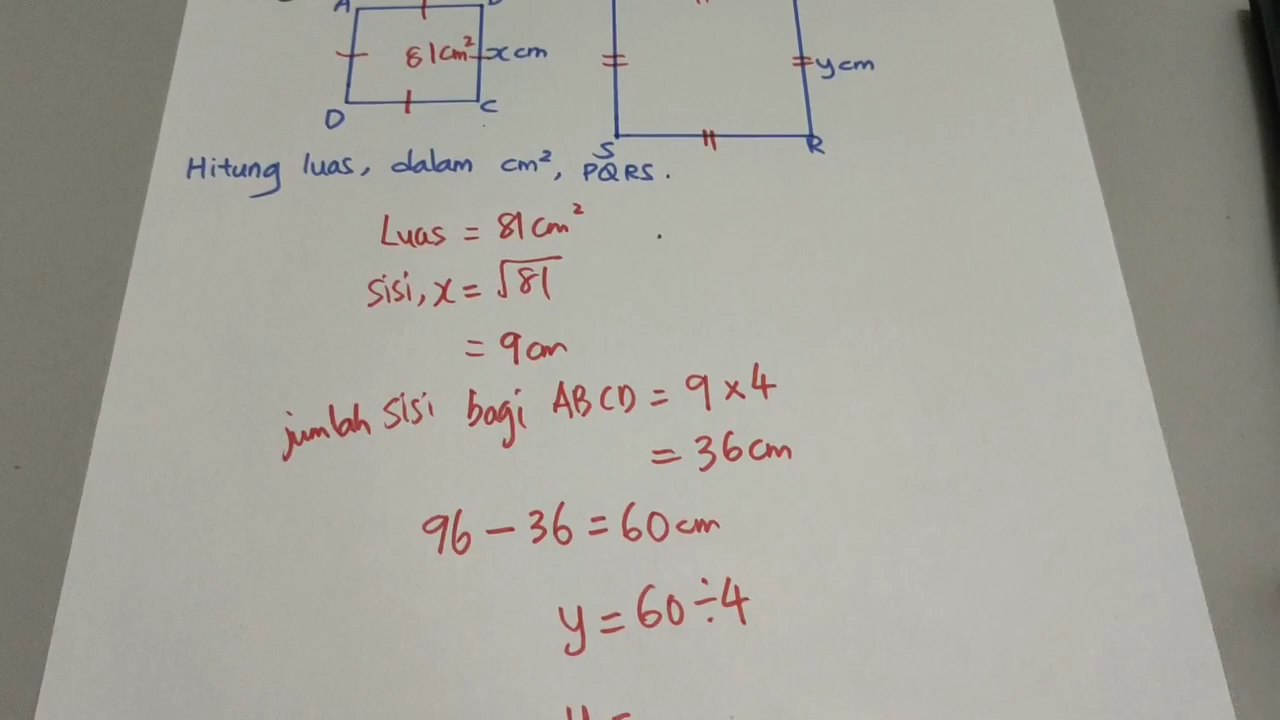 A
81cm² x cm
y cm
D C
S R
Hitung luas, dalam cm², PQRS.
Luas = 81cm²
Sisi, x = √81
= 9cm
jumlah sisi bagi ABCD = 9 x 4
= 36cm
96 – 36 = 60cm
y = 60 ÷ 4